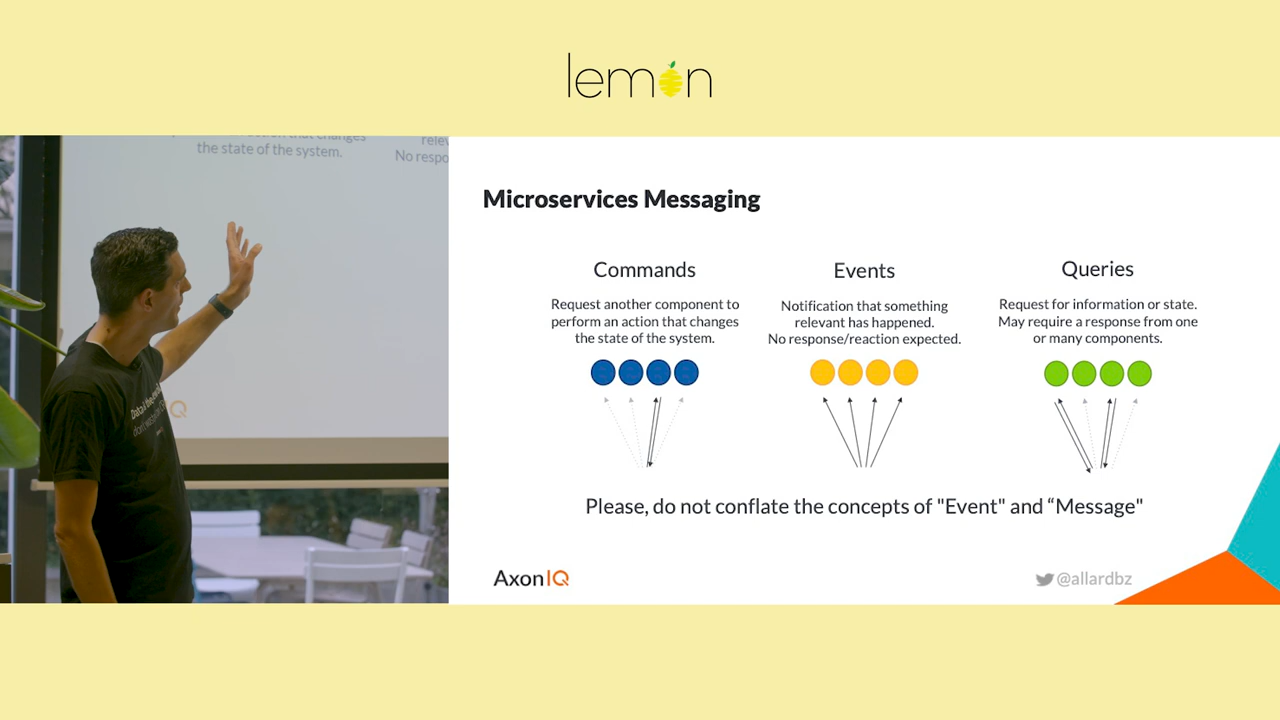 lemon
the state of the system.
No respo
Microservices Messaging
Commands
Request another component to
perform an action that changes
the state of the system.
Events
Notification that something
relevant has happened.
No response/reaction expected.
Queries
Request for information or state.
May require a response from one
or many components.
Please, do not conflate the concepts of "Event" and “Message"
AxonIQ
@allardbz